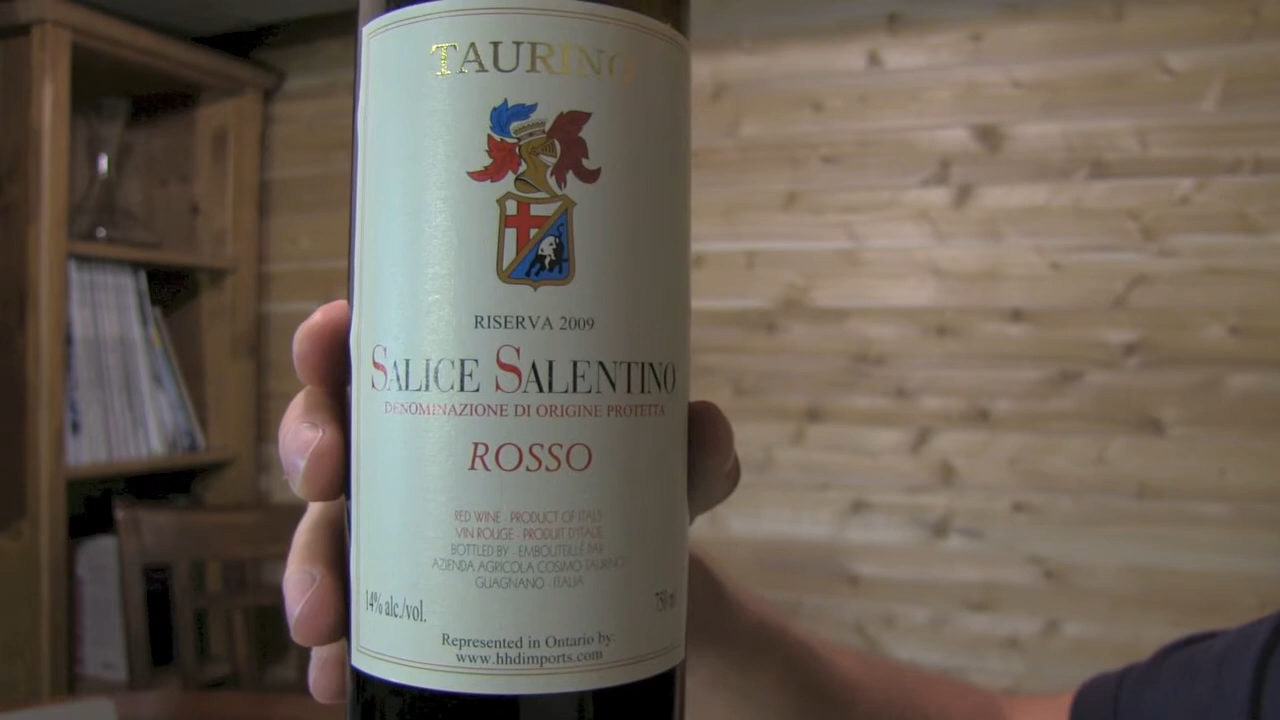 TAURINO
RISERVA 2009
SALICE SALENTINO
DENOMINAZIONE DI ORIGINE PROTETTA
ROSSO
RED WINE - PRODUCT OF ITALY
VIN ROUGE - PRODUIT D'ITALIE
BOTTLED BY - EMBOUTEILLÉ PAR
AZIENDA AGRICOLA COSIMO TAURINO
GUAGNANO - ITALIA
14% alc./vol.
750 m
Represented in Ontario by:
www.hhdimports.com